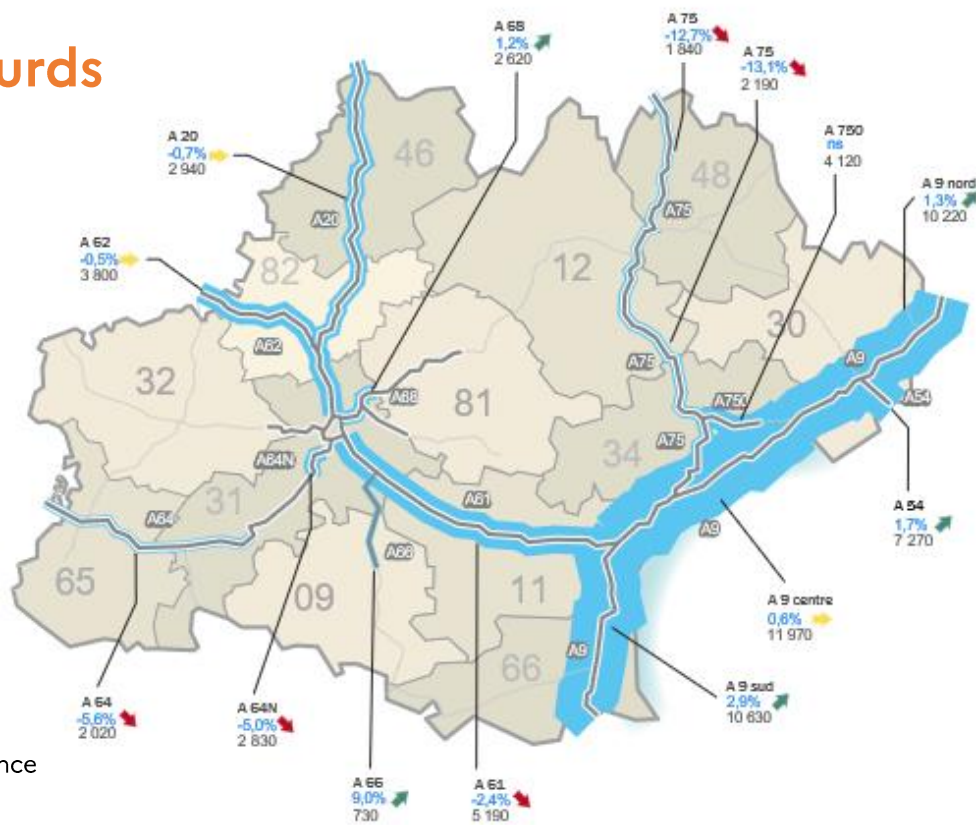 urds
A 68
1,2%
2 620
A 75
-12,7%
1 840
A 75
-13,1%
2 190
A 20
-0,7%
2 940
A 750
ns
4 120
A 9 nord
1,3%
10 220
A 62
-0,5%
3 800
46
48
A20
A75
82
12
30
A62
A75
A9
32
A68
81
A750
A54
A64N
34
A75
31
A61
A64
A9
A 54
1,7%
7 270
65
A66
09
11
A 9 centre
0,6%
11 970
A9
66
A 9 sud
2,9%
10 630
A 64
-5,6%
2 020
A 64N
-5,0%
2 830
nce
A 66
9,0%
730
A 61
-2,4%
5 190